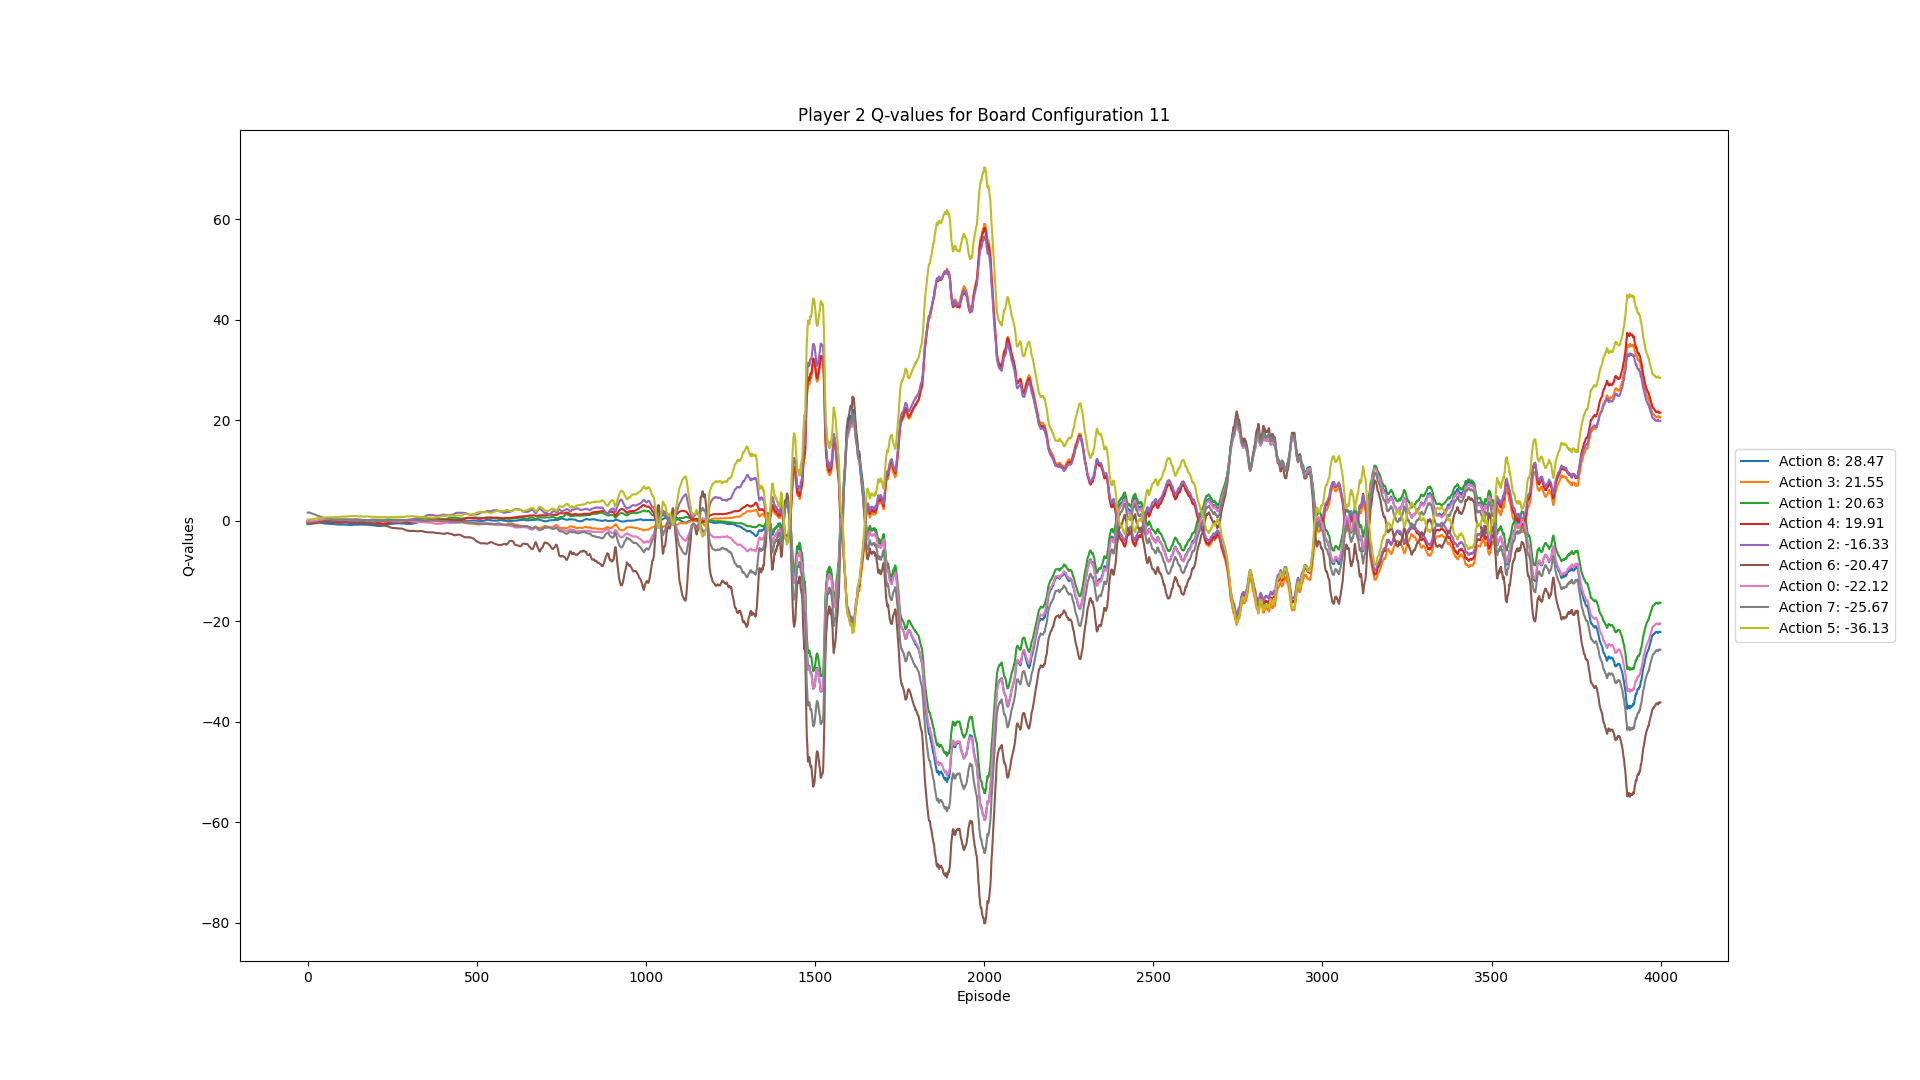 Player 2 Q-values for Board Configuration 11
60
40
20
0
−20
−40
−60
−80
Q-values
0 500 1000 1500 2000 2500 3000 3500 4000
Episode
Action 8: 28.47
Action 3: 21.55
Action 1: 20.63
Action 4: 19.91
Action 2: -16.33
Action 6: -20.47
Action 0: -22.12
Action 7: -25.67
Action 5: -36.13